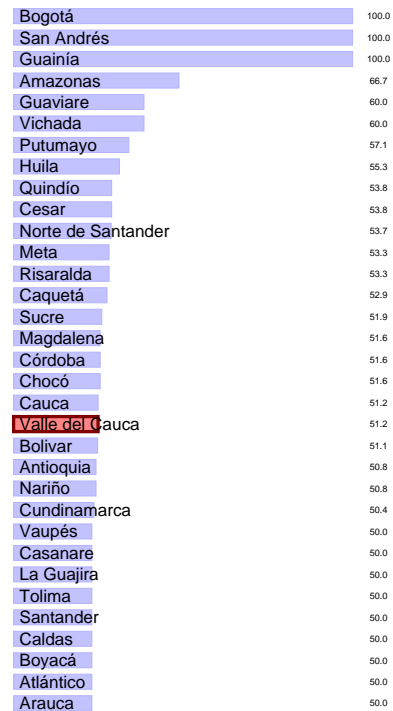 Bogotá 100.0
San Andrés 100.0
Guainía 100.0
Amazonas 66.7
Guaviare 60.0
Vichada 60.0
Putumayo 57.1
Huila 55.3
Quindío 53.8
Cesar 53.8
Norte de Santander 53.7
Meta 53.3
Risaralda 53.3
Caquetá 52.9
Sucre 51.9
Magdalena 51.6
Córdoba 51.6
Chocó 51.6
Cauca 51.2
Valle del Cauca 51.2
Bolivar 51.1
Antioquia 50.8
Nariño 50.8
Cundinamarca 50.4
Vaupés 50.0
Casanare 50.0
La Guajira 50.0
Tolima 50.0
Santander 50.0
Caldas 50.0
Boyacá 50.0
Atlántico 50.0
Arauca 50.0